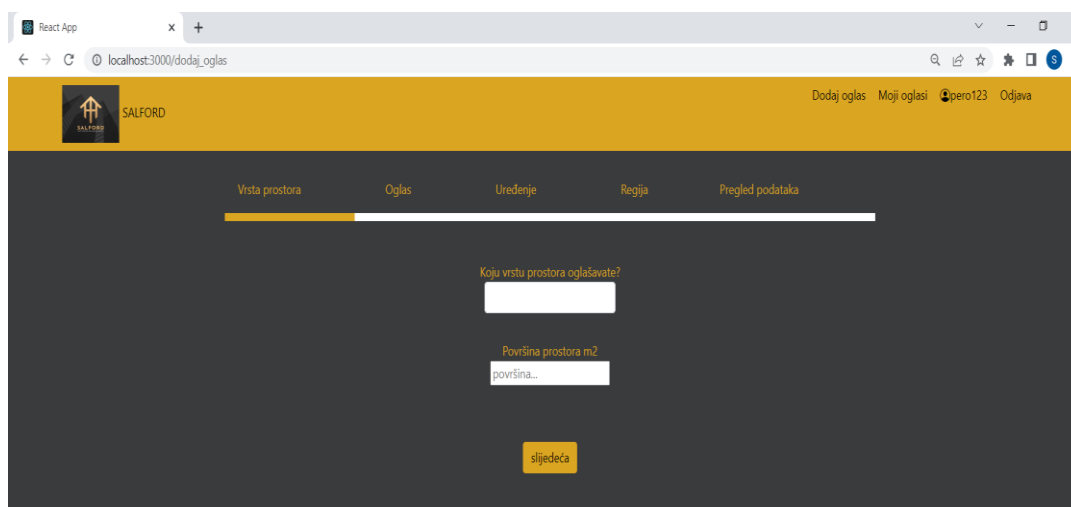 React App
localhost:3000/dodaj_oglas
S
SALFORD
SALFORD
Dodaj oglas Moji oglasi pero123 Odjava
Vrsta prostora Oglas Uređenje Regija Pregled podataka
Koju vrstu prostora oglašavate?
Površina prostora m2
površina...
slijedeća